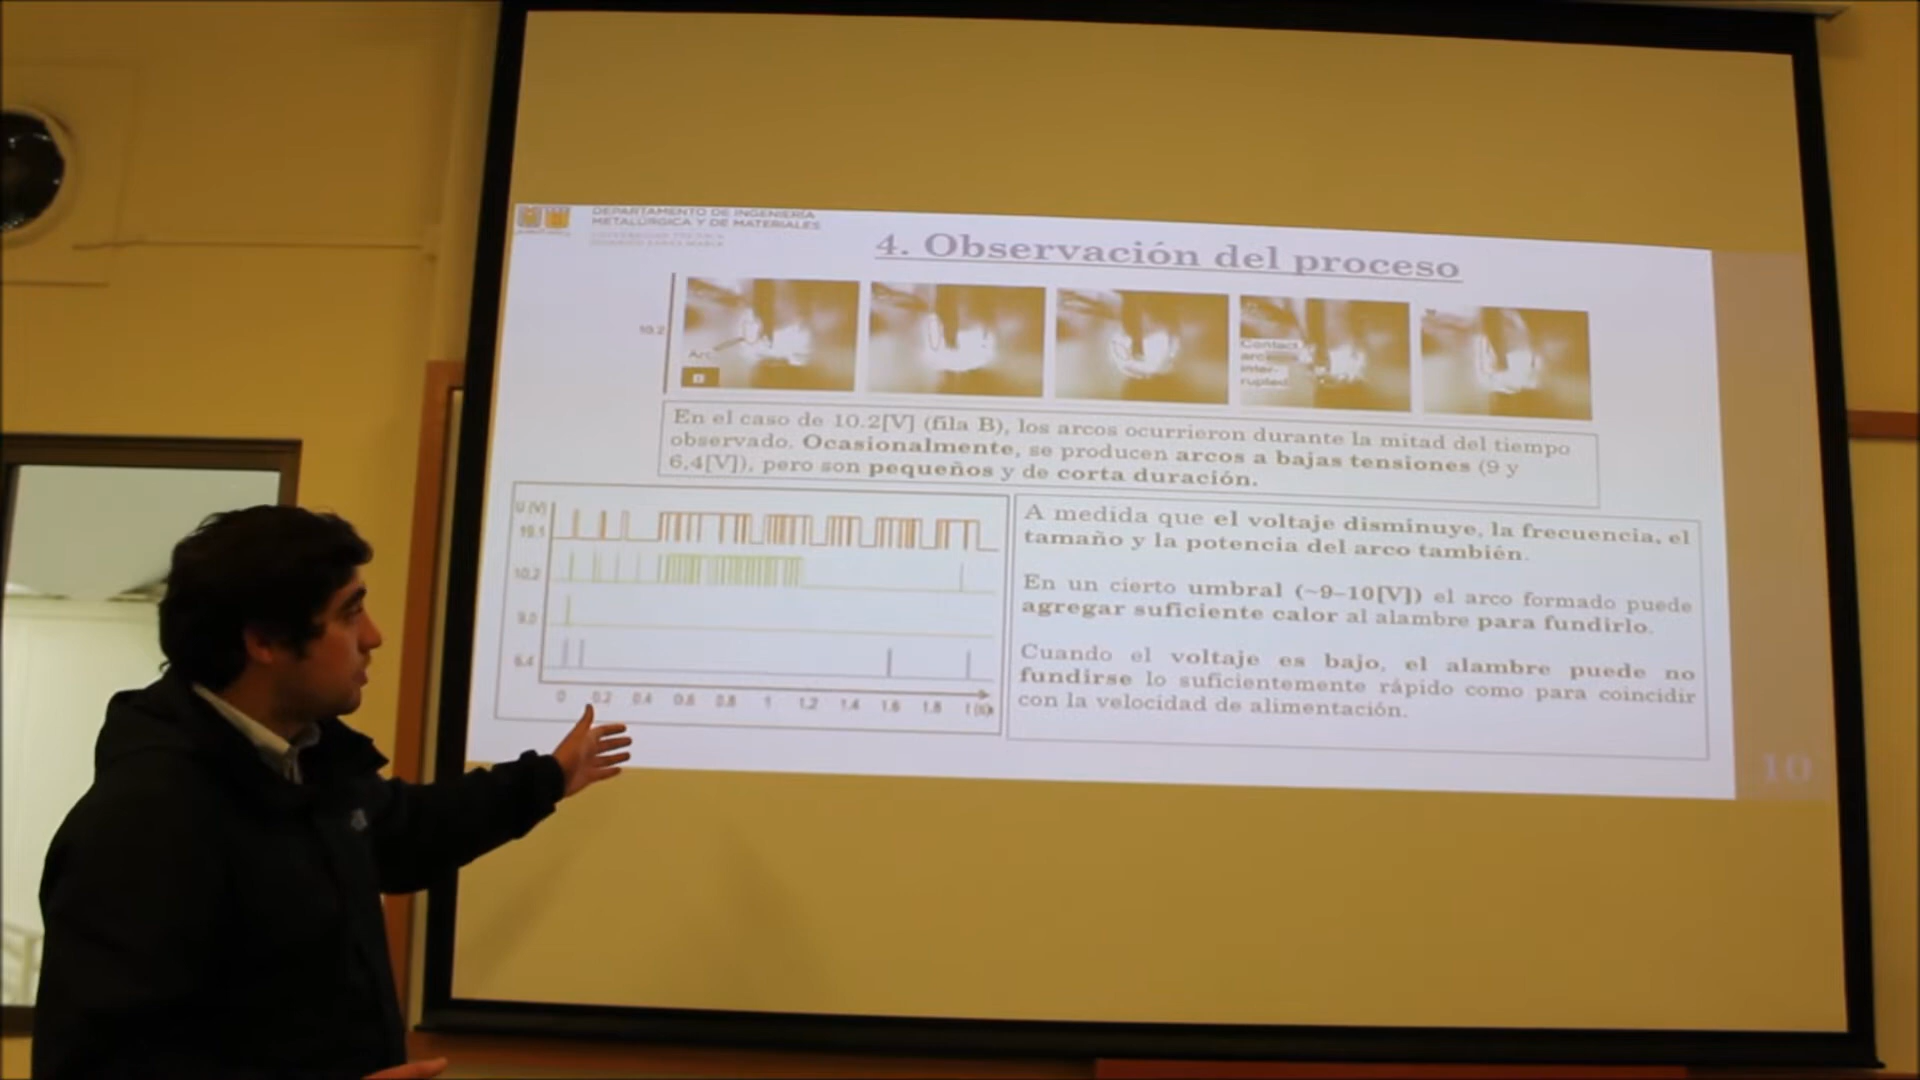 DEPARTAMENTO DE INGENIERÍA
METALÚRGICA Y DE MATERIALES
4. Observación del proceso
10.2
Arc
B
Contact
arc
inter-
rupted
En el caso de 10.2[V] (fila B), los arcos ocurrieron durante la mitad del tiempo
observado. Ocasionalmente, se producen arcos a bajas tensiones (9 y
6,4[V]), pero son pequeños y de corta duración.
U (V)
10.2
9.0
6.4
0 0.2 0.4 0.6 0.8 1 1.2 1.4 1.6 1.8 t (s)
A medida que el voltaje disminuye, la frecuencia, el
tamaño y la potencia del arco también.
En un cierto umbral (~9-10[V]) el arco formado puede
agregar suficiente calor al alambre para fundirlo.
Cuando el voltaje es bajo, el alambre puede no
fundirse lo suficientemente rápido como para coincidir
con la velocidad de alimentación.
10